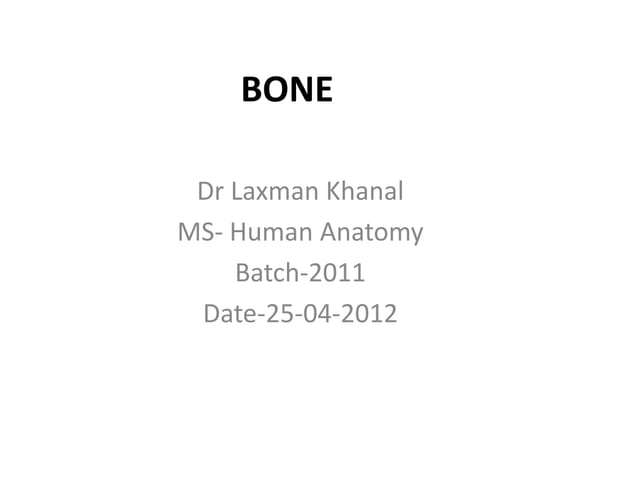 BONE
Dr Laxman Khanal
MS- Human Anatomy
Batch-2011
Date-25-04-2012